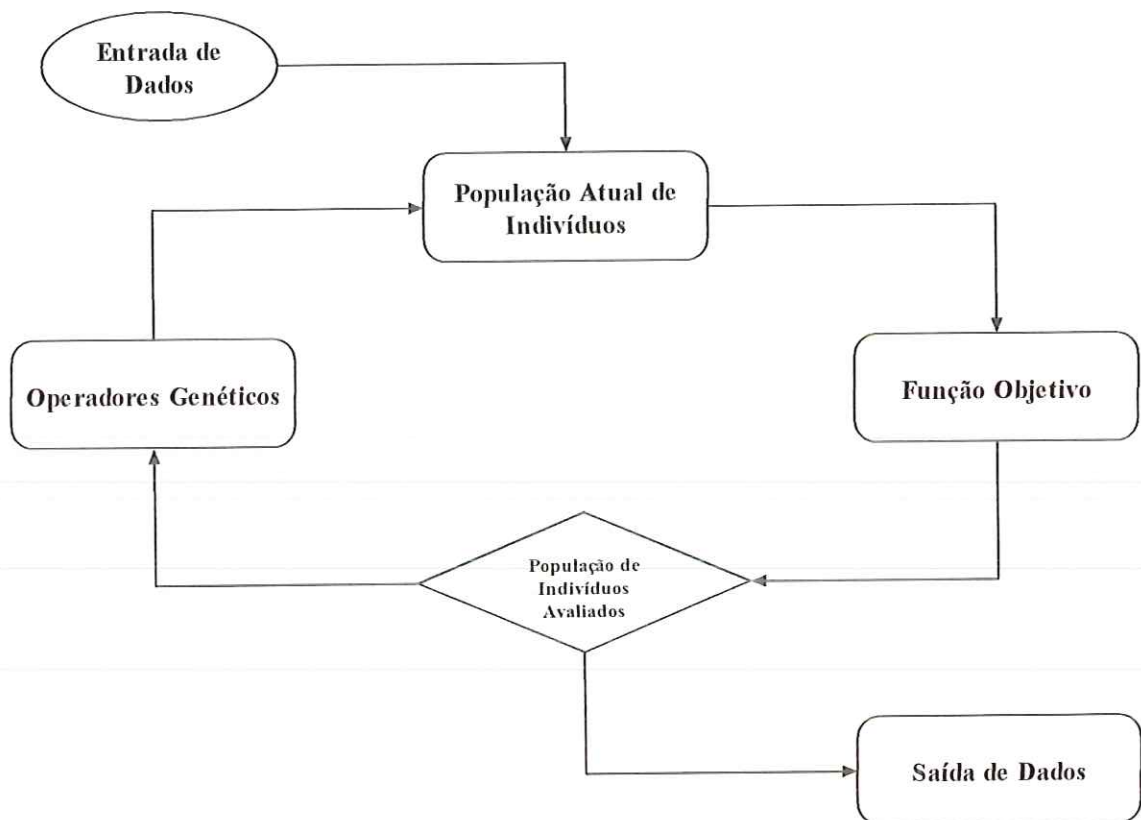 Entrada de
Dados
População Atual de
Indivíduos
Operadores Genéticos
Função Objetivo
População de
Indivíduos
Avaliados
Saída de Dados